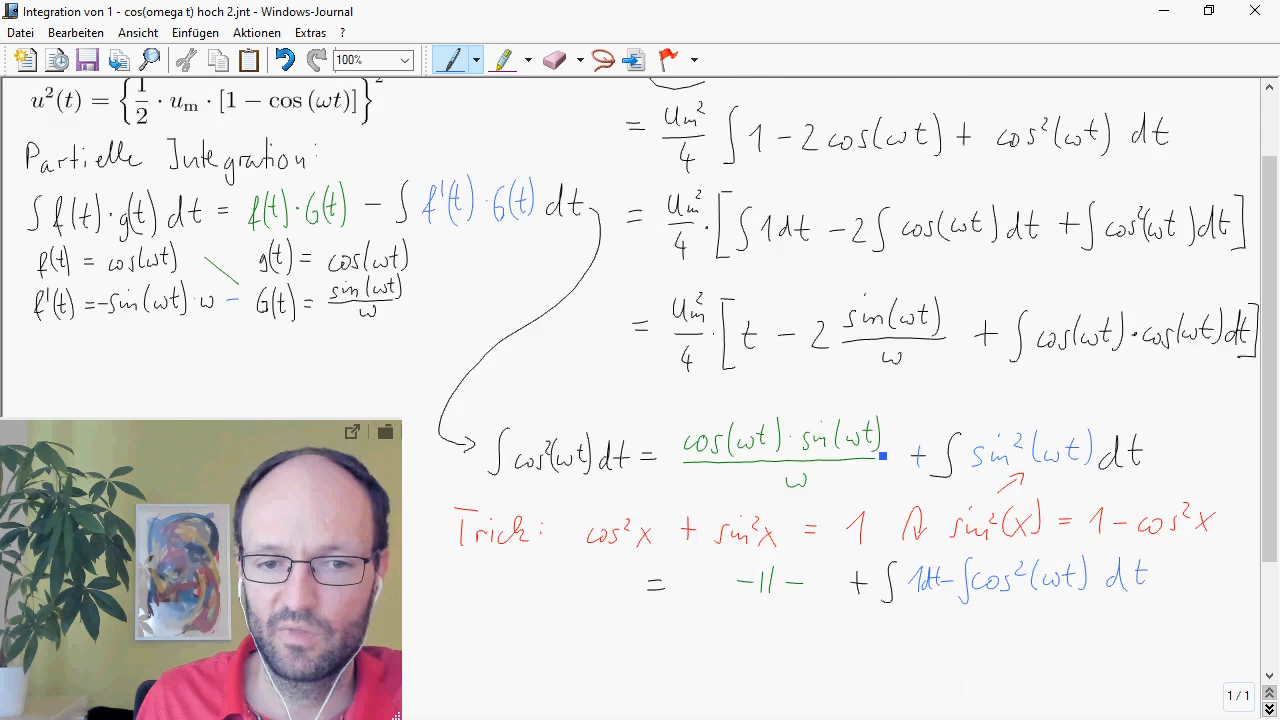 Integration von 1 - cos(omega t) hoch 2.jnt - Windows-Journal
Datei Bearbeiten Ansicht Einfügen Aktionen Extras ?
100%
u²(t) = {1/2 · u_m · [1 − cos (ωt)]}²
Partielle Integration:
∫ f(t) · g(t) dt = f(t) · G(t) − ∫ f'(t) · G(t) dt
f(t) = cos(ωt) g(t) = cos(ωt)
f'(t) = -sin(ωt) · ω G(t) = sin(ωt)/ω
= u_m²/4 ∫ 1 − 2 cos(ωt) + cos²(ωt) dt
= u_m²/4 · [∫ 1 dt − 2 ∫ cos(ωt) dt + ∫ cos²(ωt) dt]
= u_m²/4 · [t − 2 sin(ωt)/ω + ∫ cos(ωt) · cos(ωt) dt]
∫ cos²(ωt) dt = cos(ωt) · sin(ωt)/ω + ∫ sin²(ωt) dt
Trick: cos²x + sin²x = 1 ↷ sin²(x) = 1 − cos²x
= −||− + ∫ 1dt − ∫ cos²(ωt) dt
1 / 1